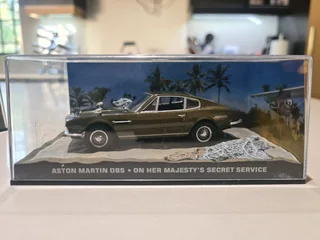 ASTON MARTIN DBS • ON HER MAJESTY'S SECRET SERVICE